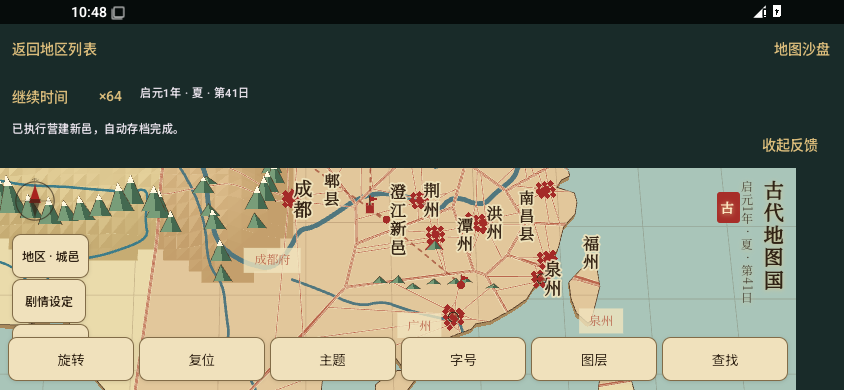 10:48
返回地区列表
地图沙盘
继续时间
×64
启元1年 · 夏 · 第41日
已执行营建新邑，自动存档完成。
收起反馈
成都
郫县
澄江新邑
荆州
潭州
洪州
南昌县
泉州
福州
成都府
广州
泉州
古
启元1年 · 夏 · 第41日
古代地图国
地区 · 城邑
剧情设定
旋转
复位
主题
字号
图层
查找